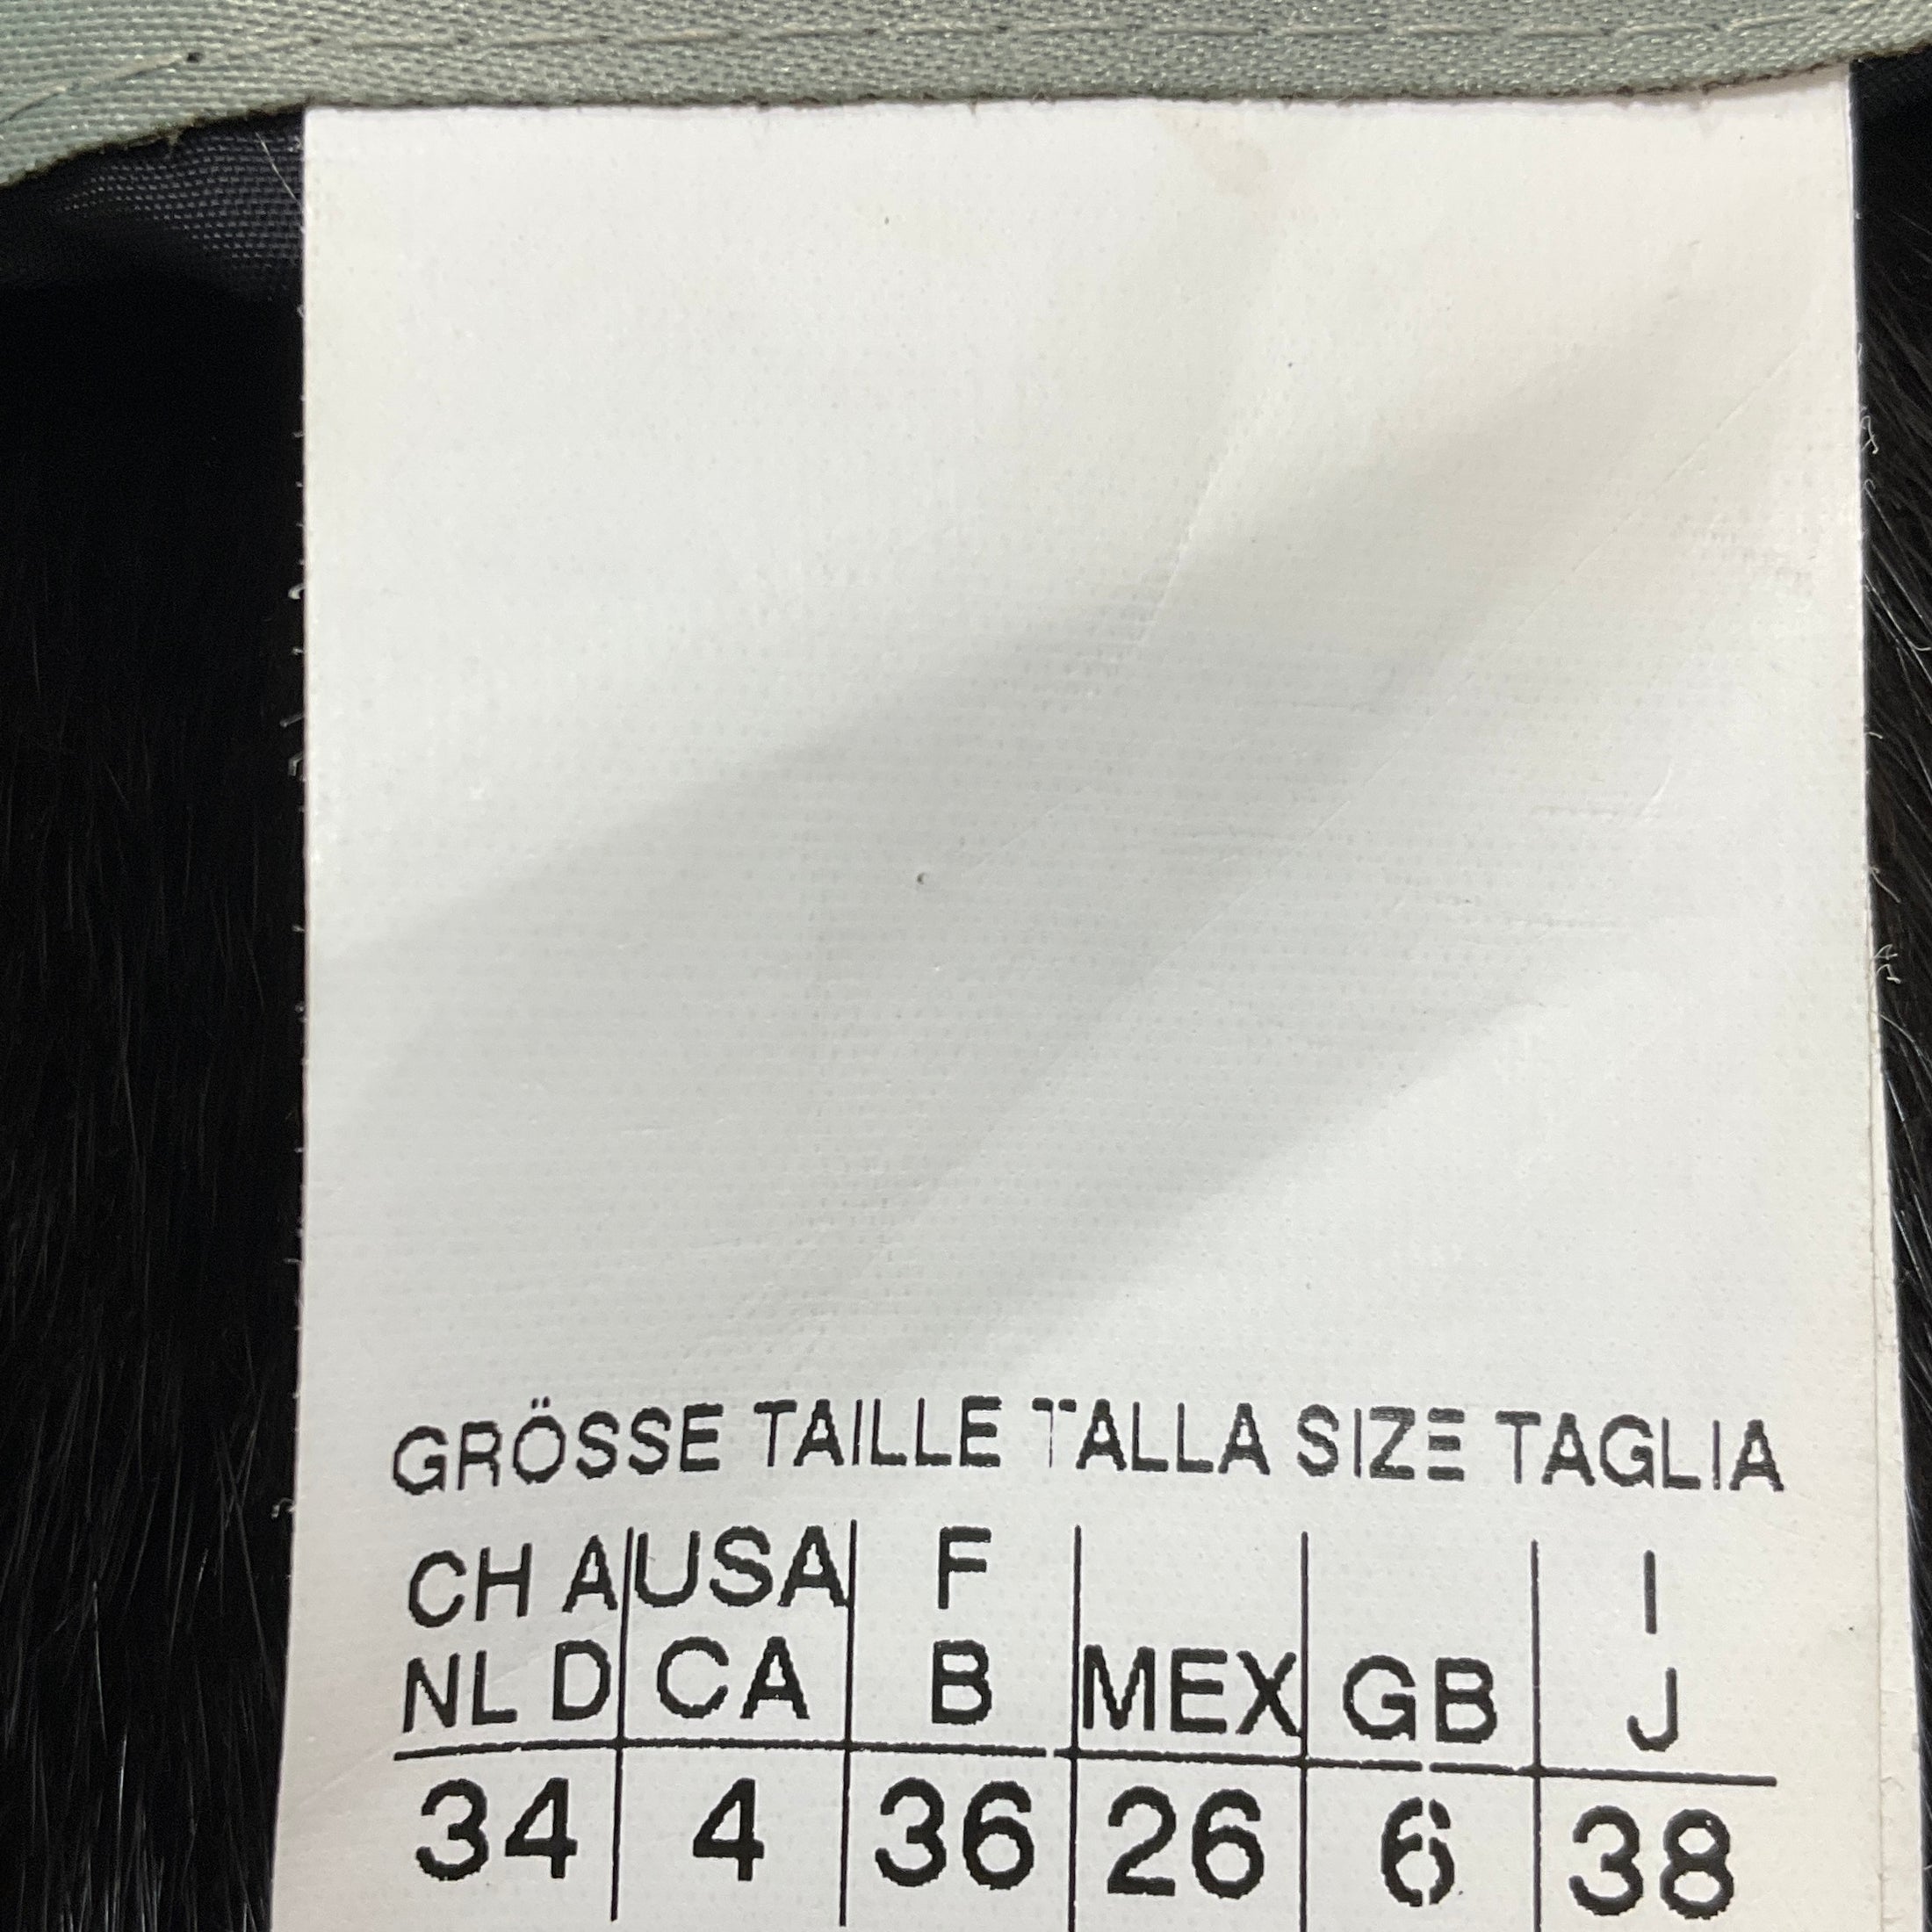 GRÖSSE TAILLE TALLA SIZE TAGLIA
CH A USA F I
NL D CA B MEX GB J
34 4 36 26 6 38